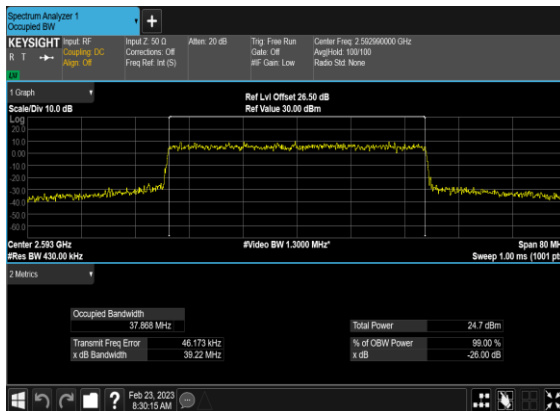 Spectrum Analyzer 1
Occupied BW
+
KEYSIGHT
R T
Input: RF
Coupling: DC
Align: Off
Input Z: 50 Ω
Corrections: Off
Freq Ref: Int (S)
Atten: 20 dB
Trig: Free Run
Gate: Off
#IF Gain: Low
Center Freq: 2.592990000 GHz
Avg|Hold: 100/100
Radio Std: None
1 Graph
Scale/Div 10.0 dB
Ref Lvl Offset 26.50 dB
Ref Value 30.00 dBm
Log
20.0
10.0
0.00
-10.0
-20.0
-30.0
-40.0
-50.0
-60.0
Center 2.593 GHz
#Res BW 430.00 kHz
#Video BW 1.3000 MHz*
Span 80 MH
Sweep 1.00 ms (1001 pts
2 Metrics
Occupied Bandwidth
37.868 MHz
Transmit Freq Error 46.173 kHz
x dB Bandwidth 39.22 MHz
Total Power 24.7 dBm
% of OBW Power 99.00 %
x dB -26.00 dB
?
Feb 23, 2023
8:30:15 AM